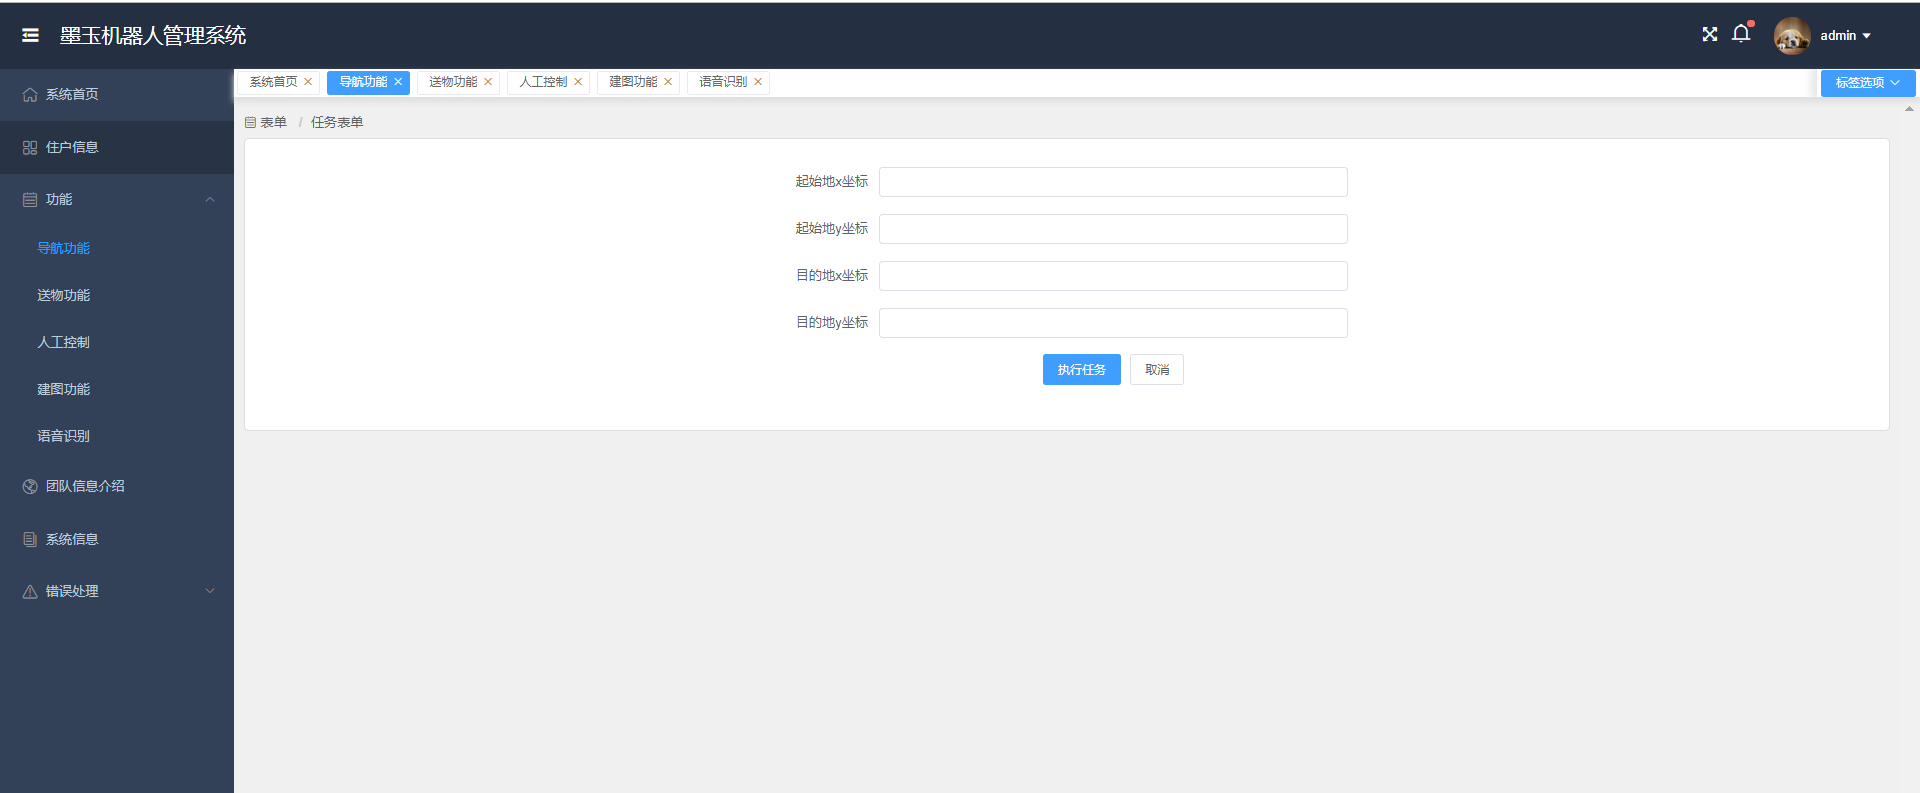 墨玉机器人管理系统
admin
系统首页
住户信息
功能
导航功能
送物功能
人工控制
建图功能
语音识别
团队信息介绍
系统信息
错误处理
系统首页 导航功能 送物功能 人工控制 建图功能 语音识别 标签选项
表单 / 任务表单
起始地x坐标
起始地y坐标
目的地x坐标
目的地y坐标
执行任务 取消